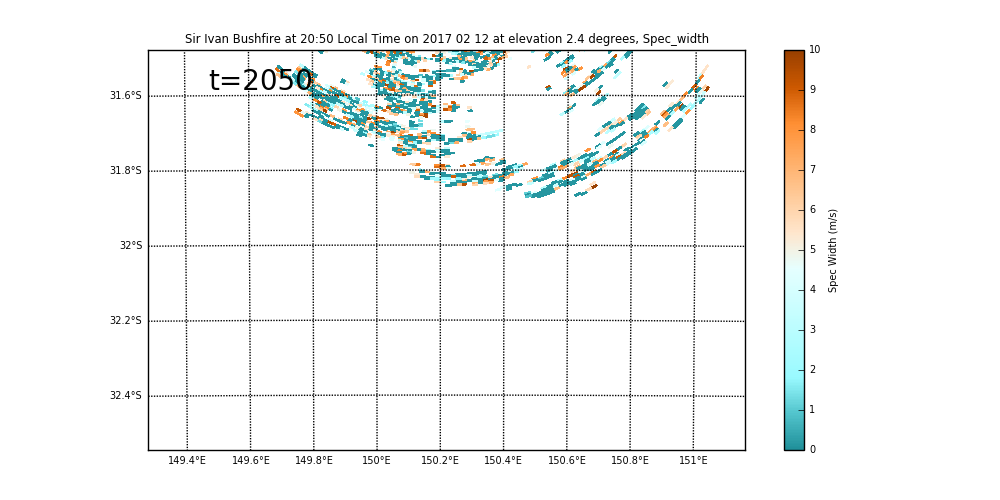 Sir Ivan Bushfire at 20:50 Local Time on 2017 02 12 at elevation 2.4 degrees, Spec_width
t=2050
31.6°S
31.8°S
32°S
32.2°S
32.4°S
149.4°E 149.6°E 149.8°E 150°E 150.2°E 150.4°E 150.6°E 150.8°E 151°E
10
9
8
7
6
5
4
3
2
1
0
Spec Width (m/s)